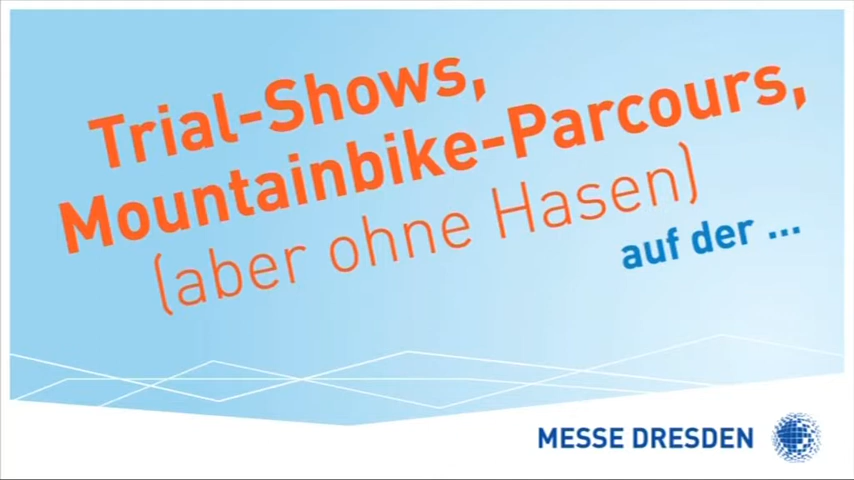 Trial-Shows,
Mountainbike-Parcours,
(aber ohne Hasen)
auf der ...
MESSE DRESDEN